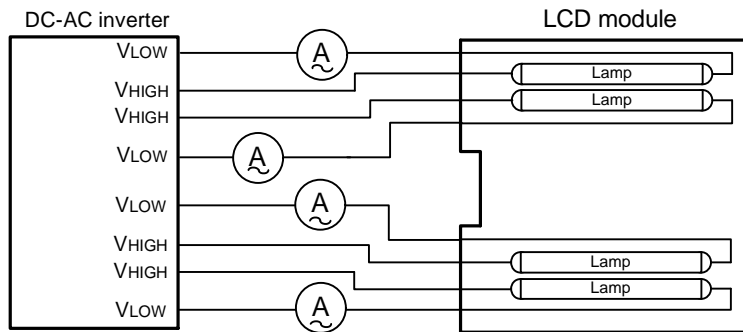 DC-AC inverter
LCD module
VLOW
A
Lamp
VHIGH
Lamp
VHIGH
VLOW
A
VLOW
A
VHIGH
Lamp
VHIGH
Lamp
VLOW
A